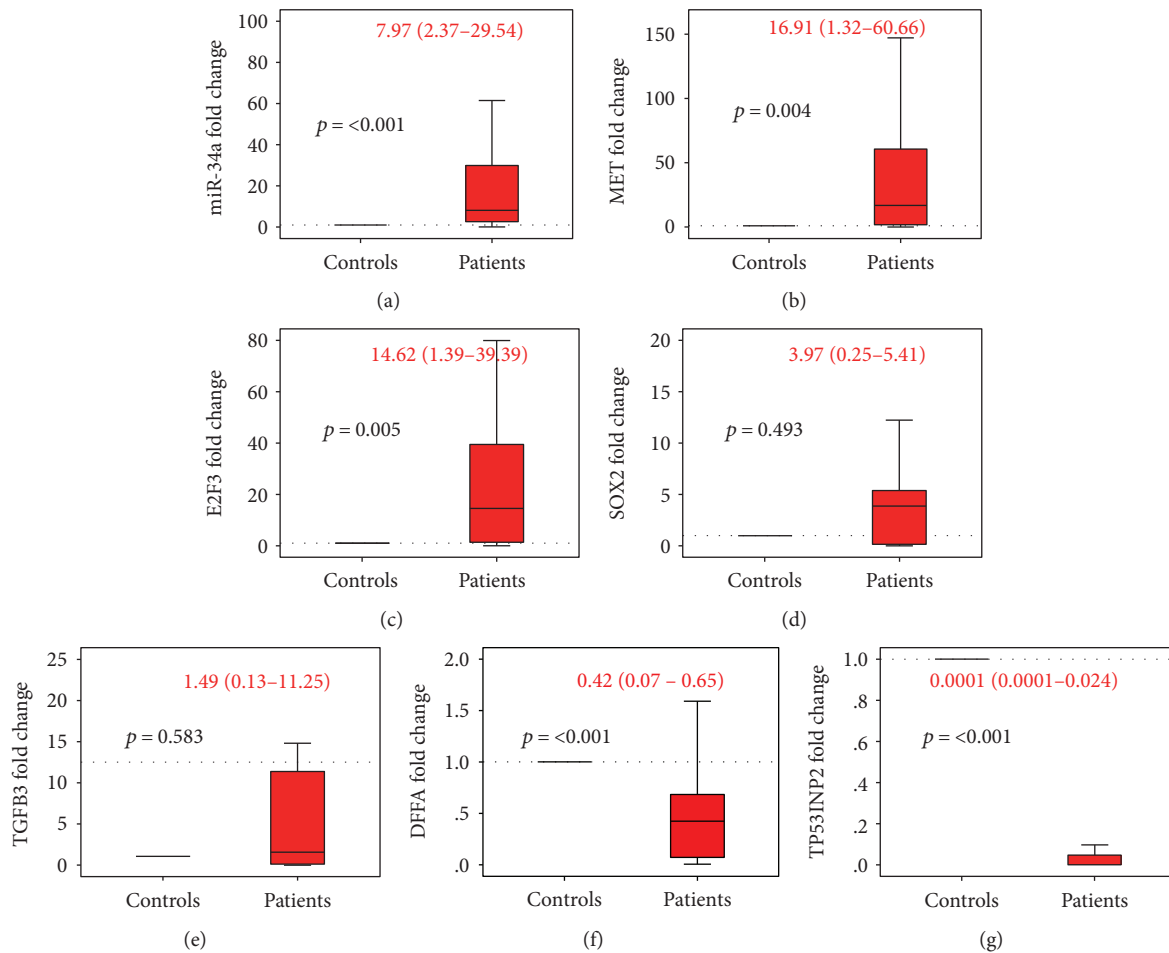 miR-34a fold change
100
80
60
40
20
0
7.97 (2.37–29.54)
p = <0.001
Controls
Patients
(a)
MET fold change
150
100
50
0
16.91 (1.32–60.66)
p = 0.004
Controls
Patients
(b)
E2F3 fold change
80
60
40
20
0
14.62 (1.39–39.39)
p = 0.005
Controls
Patients
(c)
SOX2 fold change
20
15
10
5
0
3.97 (0.25–5.41)
p = 0.493
Controls
Patients
(d)
TGFB3 fold change
25
20
15
10
5
0
1.49 (0.13–11.25)
p = 0.583
Controls
Patients
(e)
DFFA fold change
2.0
1.5
1.0
.5
.0
0.42 (0.07 – 0.65)
p = <0.001
Controls
Patients
(f)
TP53INP2 fold change
1.0
.8
.6
.4
.2
.0
0.0001 (0.0001–0.024)
p = <0.001
Controls
Patients
(g)